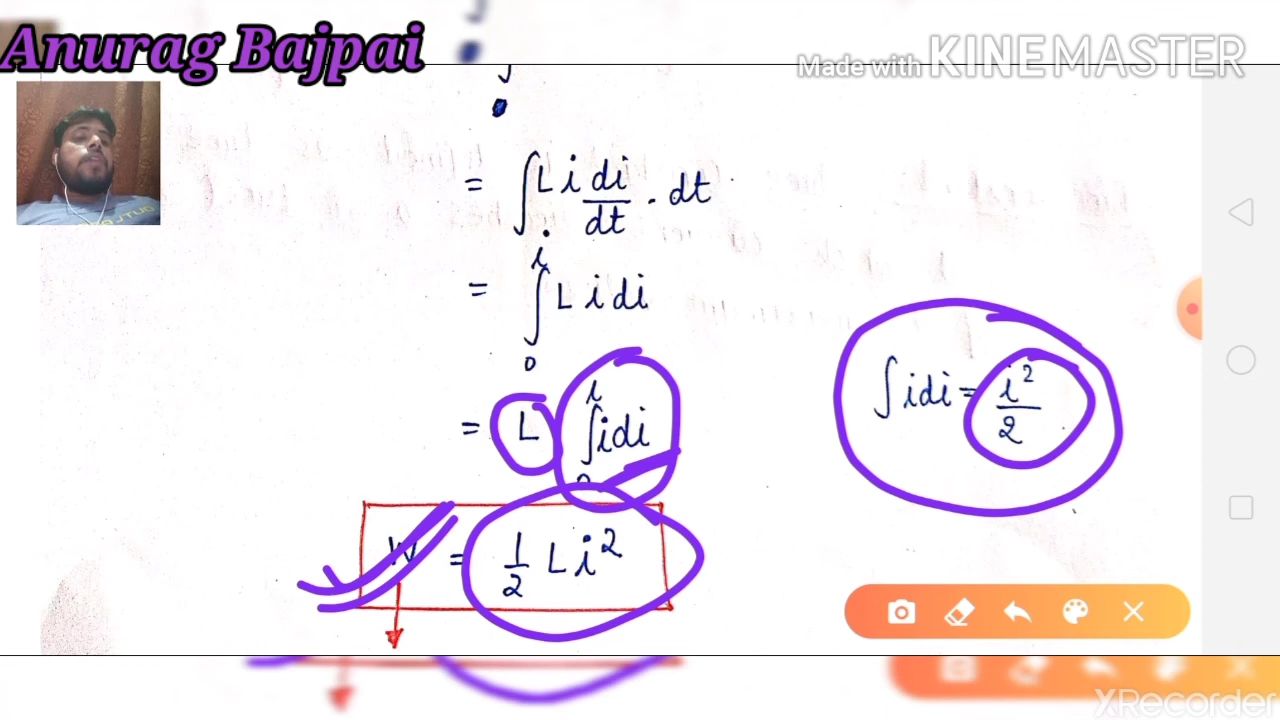 Anurag Bajpai
Made with KINEMASTER
= ∫ L i di/dt . dt
= ∫₀ⁱ L i di
= L ∫₀ⁱ i di
∫ i di = i²/2
W = 1/2 L i²
XRecorder